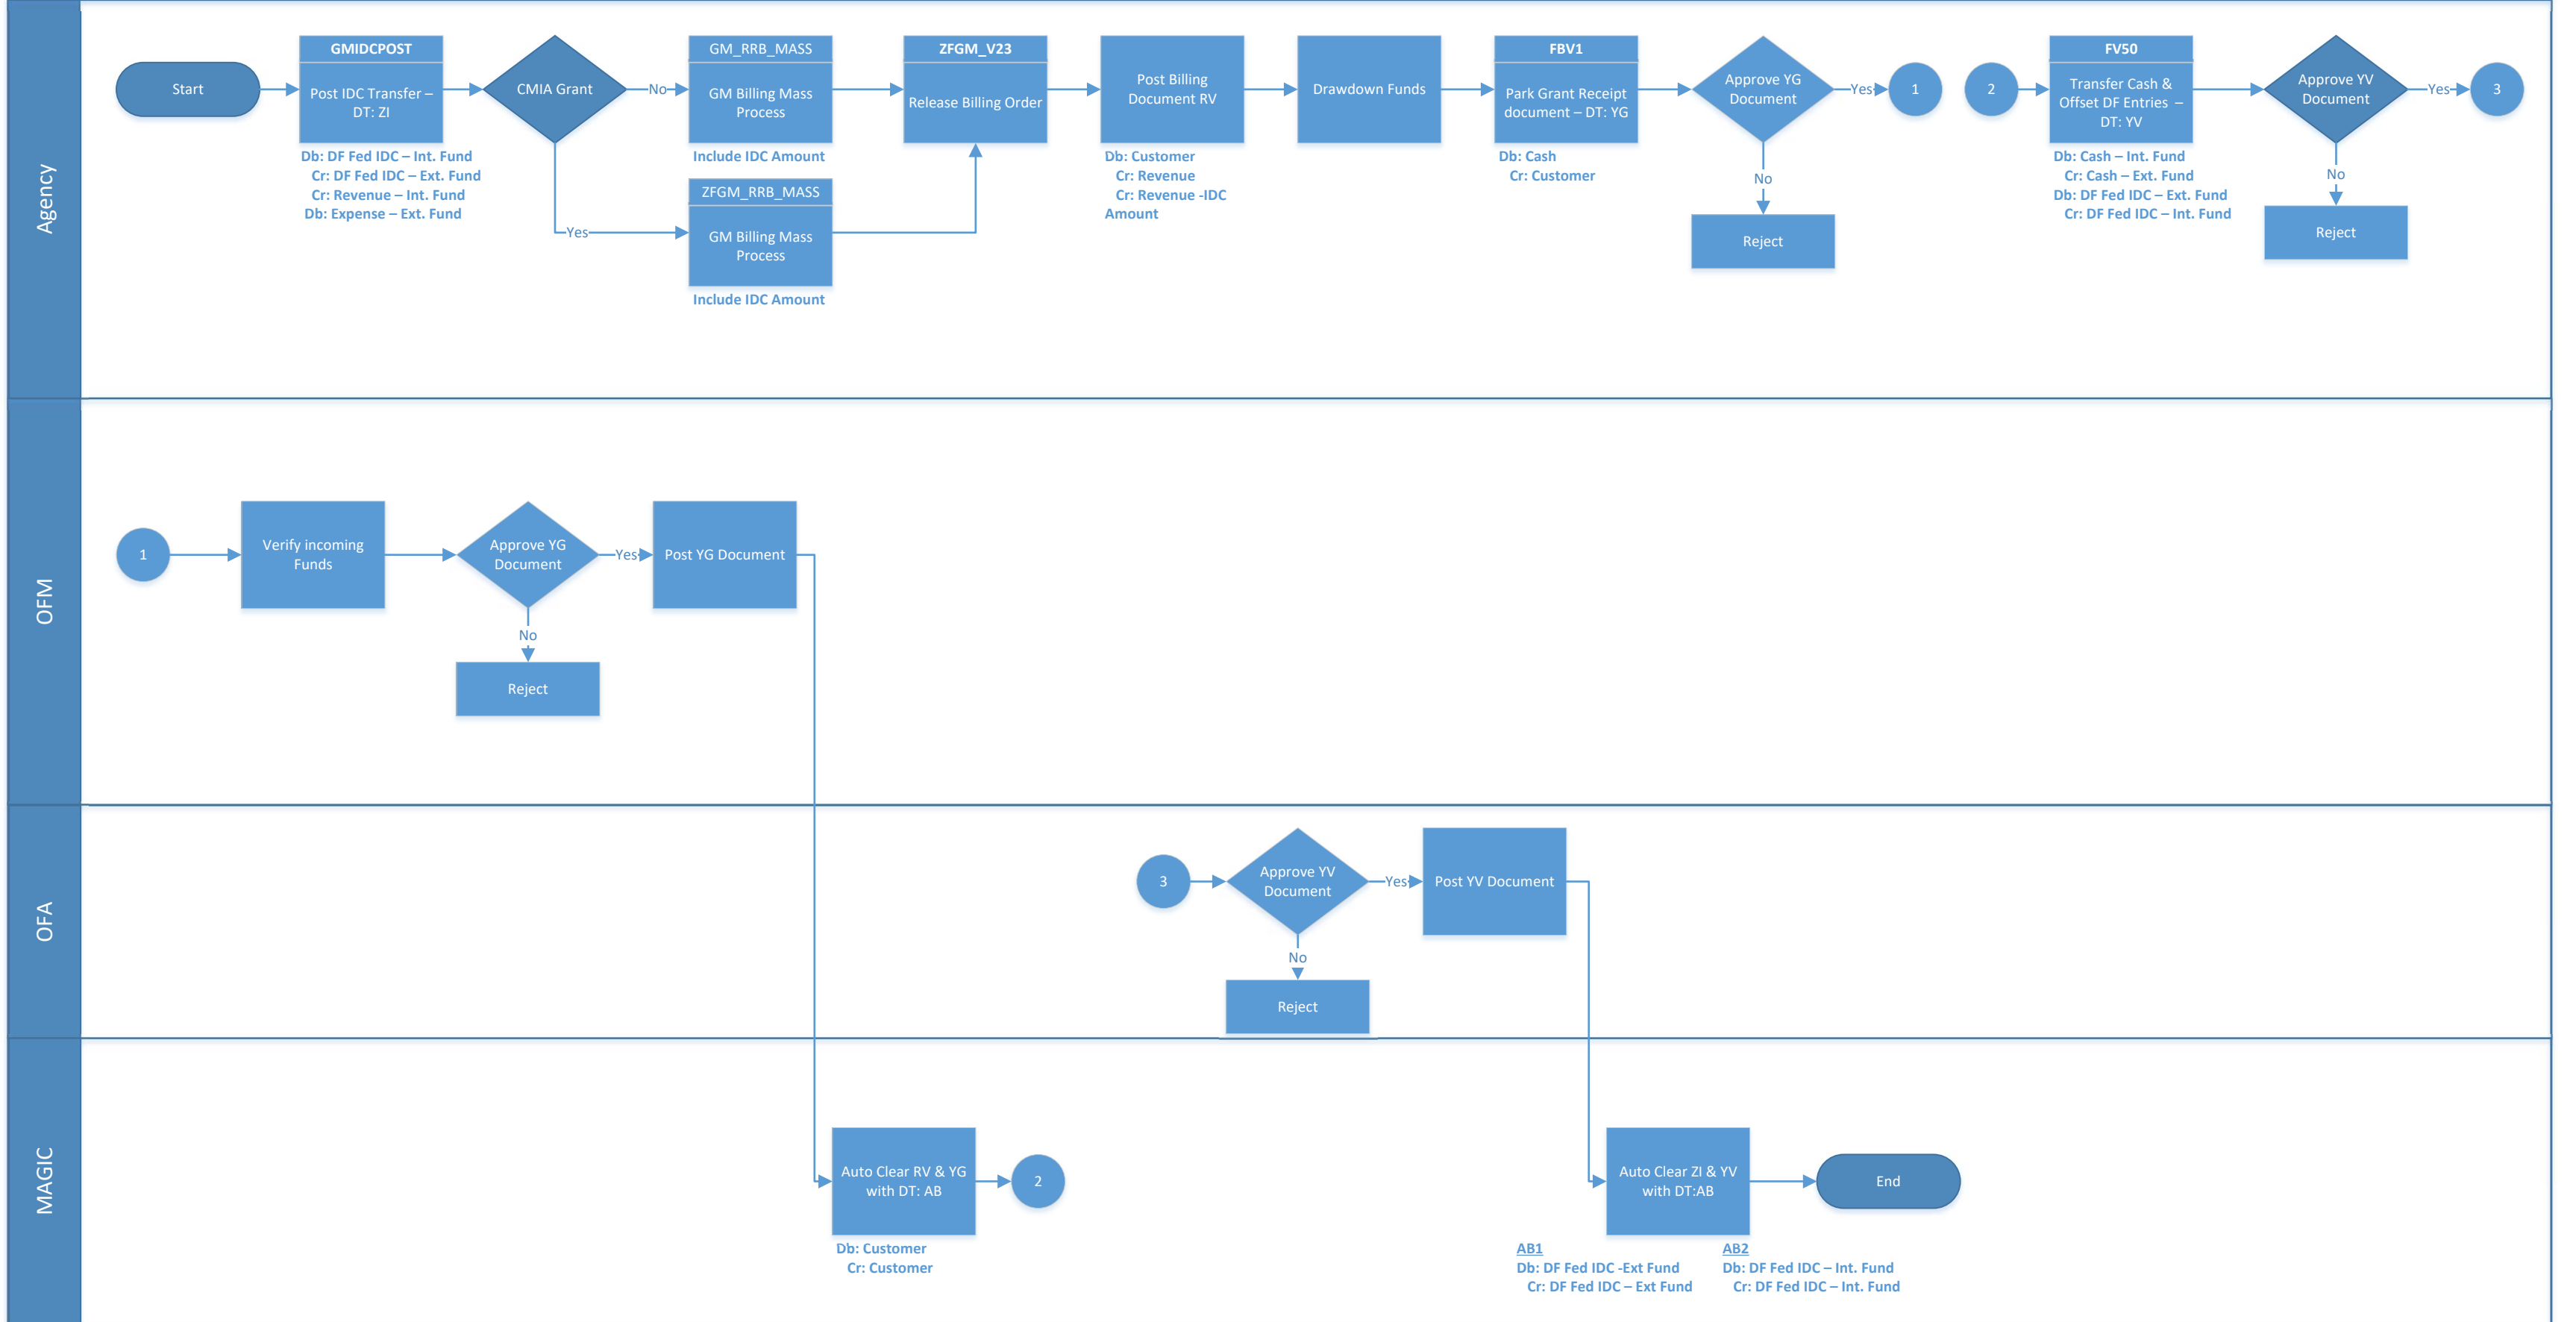 Agency
Start
GMIDCPOST
Post IDC Transfer –
DT: ZI
Db: DF Fed IDC – Int. Fund
Cr: DF Fed IDC – Ext. Fund
Cr: Revenue – Int. Fund
Db: Expense – Ext. Fund
CMIA Grant
No
Yes
GM_RRB_MASS
GM Billing Mass
Process
Include IDC Amount
ZFGM_RRB_MASS
GM Billing Mass
Process
Include IDC Amount
ZFGM_V23
Release Billing Order
Post Billing
Document RV
Db: Customer
Cr: Revenue
Cr: Revenue -IDC
Amount
Drawdown Funds
FBV1
Park Grant Receipt
document – DT: YG
Db: Cash
Cr: Customer
Approve YG
Document
Yes
No
Reject
1
2
FV50
Transfer Cash &
Offset DF Entries –
DT: YV
Db: Cash – Int. Fund
Cr: Cash – Ext. Fund
Db: DF Fed IDC – Ext. Fund
Cr: DF Fed IDC – Int. Fund
Approve YV
Document
Yes
No
Reject
3
OFM
1
Verify incoming
Funds
Approve YG
Document
Yes
No
Reject
Post YG Document
OFA
3
Approve YV
Document
Yes
No
Reject
Post YV Document
MAGIC
Auto Clear RV & YG
with DT: AB
Db: Customer
Cr: Customer
2
Auto Clear ZI & YV
with DT:AB
AB1
Db: DF Fed IDC -Ext Fund
Cr: DF Fed IDC – Ext Fund
AB2
Db: DF Fed IDC – Int. Fund
Cr: DF Fed IDC – Int. Fund
End